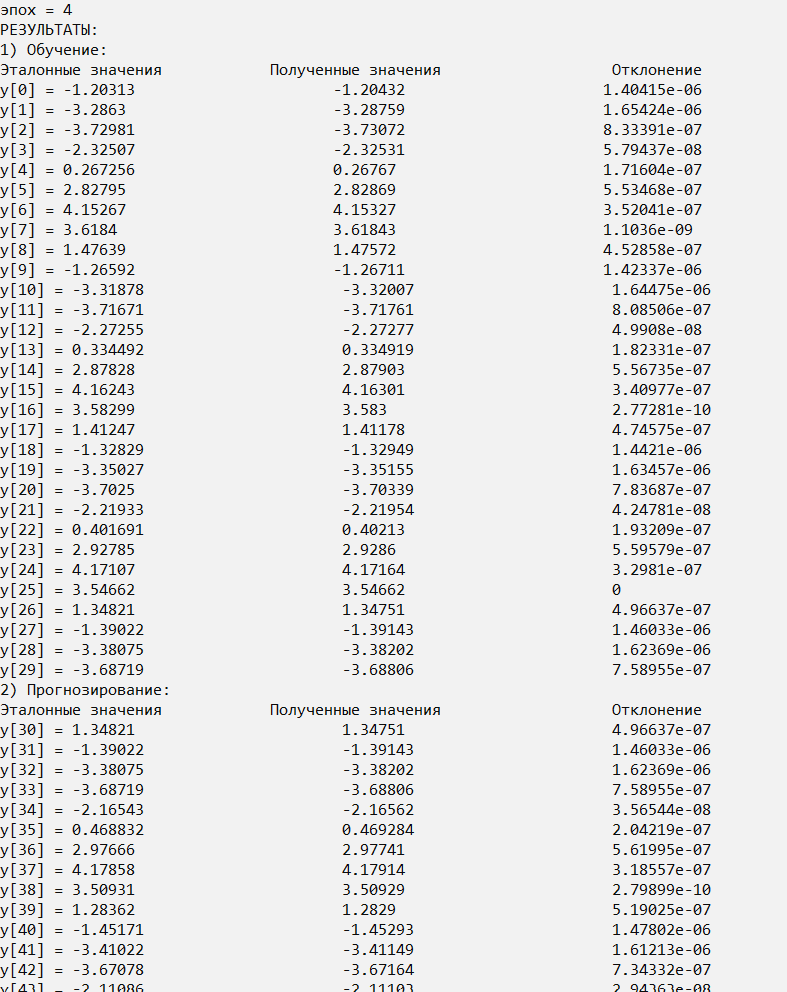 эпох = 4
РЕЗУЛЬТАТЫ:
1) Обучение:
Эталонные значения Полученные значения Отклонение
y[0] = -1.20313 -1.20432 1.40415e-06
y[1] = -3.2863 -3.28759 1.65424e-06
y[2] = -3.72981 -3.73072 8.33391e-07
y[3] = -2.32507 -2.32531 5.79437e-08
y[4] = 0.267256 0.26767 1.71604e-07
y[5] = 2.82795 2.82869 5.53468e-07
y[6] = 4.15267 4.15327 3.52041e-07
y[7] = 3.6184 3.61843 1.1036e-09
y[8] = 1.47639 1.47572 4.52858e-07
y[9] = -1.26592 -1.26711 1.42337e-06
y[10] = -3.31878 -3.32007 1.64475e-06
y[11] = -3.71671 -3.71761 8.08506e-07
y[12] = -2.27255 -2.27277 4.9908e-08
y[13] = 0.334492 0.334919 1.82331e-07
y[14] = 2.87828 2.87903 5.56735e-07
y[15] = 4.16243 4.16301 3.40977e-07
y[16] = 3.58299 3.583 2.77281e-10
y[17] = 1.41247 1.41178 4.74575e-07
y[18] = -1.32829 -1.32949 1.4421e-06
y[19] = -3.35027 -3.35155 1.63457e-06
y[20] = -3.7025 -3.70339 7.83687e-07
y[21] = -2.21933 -2.21954 4.24781e-08
y[22] = 0.401691 0.40213 1.93209e-07
y[23] = 2.92785 2.9286 5.59579e-07
y[24] = 4.17107 4.17164 3.2981e-07
y[25] = 3.54662 3.54662 0
y[26] = 1.34821 1.34751 4.96637e-07
y[27] = -1.39022 -1.39143 1.46033e-06
y[28] = -3.38075 -3.38202 1.62369e-06
y[29] = -3.68719 -3.68806 7.58955e-07
2) Прогнозирование:
Эталонные значения Полученные значения Отклонение
y[30] = 1.34821 1.34751 4.96637e-07
y[31] = -1.39022 -1.39143 1.46033e-06
y[32] = -3.38075 -3.38202 1.62369e-06
y[33] = -3.68719 -3.68806 7.58955e-07
y[34] = -2.16543 -2.16562 3.56544e-08
y[35] = 0.468832 0.469284 2.04219e-07
y[36] = 2.97666 2.97741 5.61995e-07
y[37] = 4.17858 4.17914 3.18557e-07
y[38] = 3.50931 3.50929 2.79899e-10
y[39] = 1.28362 1.2829 5.19025e-07
y[40] = -1.45171 -1.45293 1.47802e-06
y[41] = -3.41022 -3.41149 1.61213e-06
y[42] = -3.67078 -3.67164 7.34332e-07
y[43] = -2.11086 -2.11103 2.94363e-08